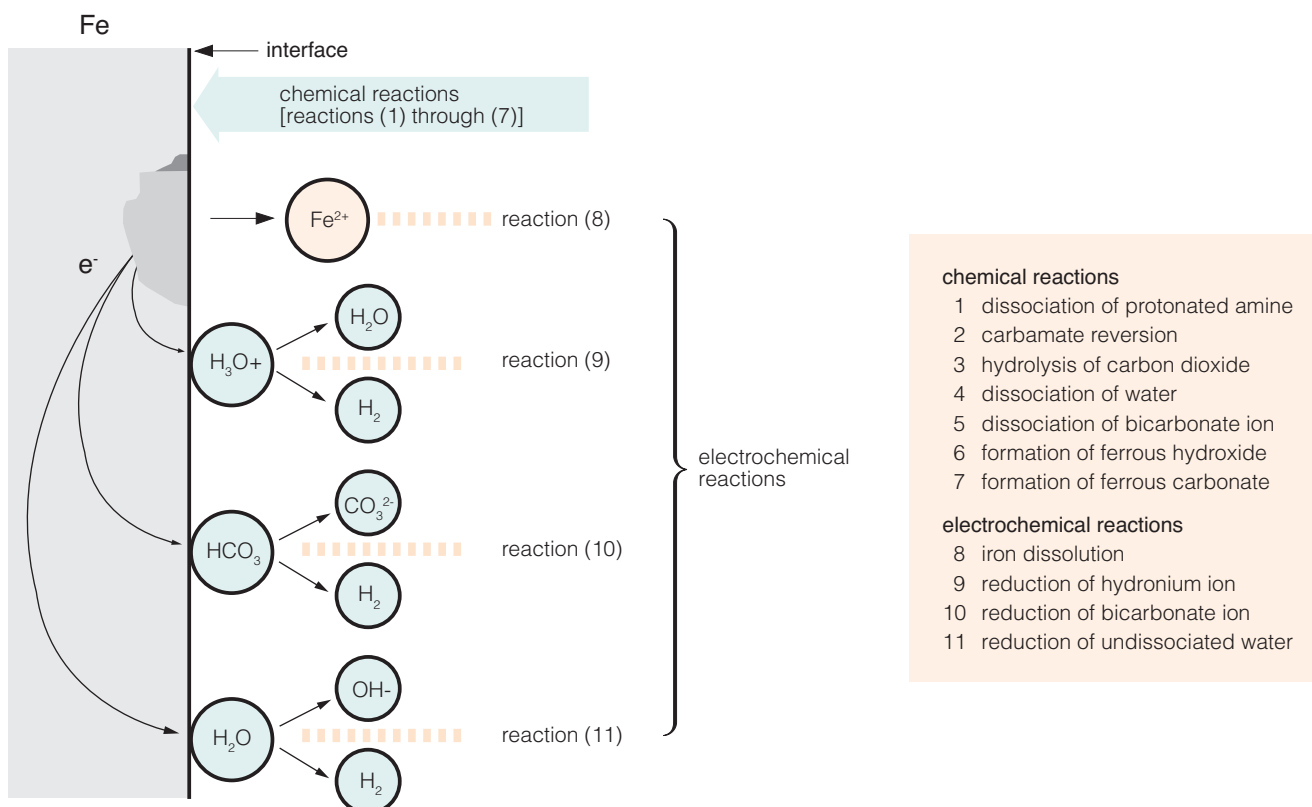 Fe
interface
chemical reactions
[reactions (1) through (7)]
Fe²⁺
reaction (8)
e⁻
H₂O
H₃O+
reaction (9)
H₂
electrochemical
reactions
CO₃²⁻
HCO₃
reaction (10)
H₂
OH-
H₂O
reaction (11)
H₂
chemical reactions
1 dissociation of protonated amine
2 carbamate reversion
3 hydrolysis of carbon dioxide
4 dissociation of water
5 dissociation of bicarbonate ion
6 formation of ferrous hydroxide
7 formation of ferrous carbonate
electrochemical reactions
8 iron dissolution
9 reduction of hydronium ion
10 reduction of bicarbonate ion
11 reduction of undissociated water